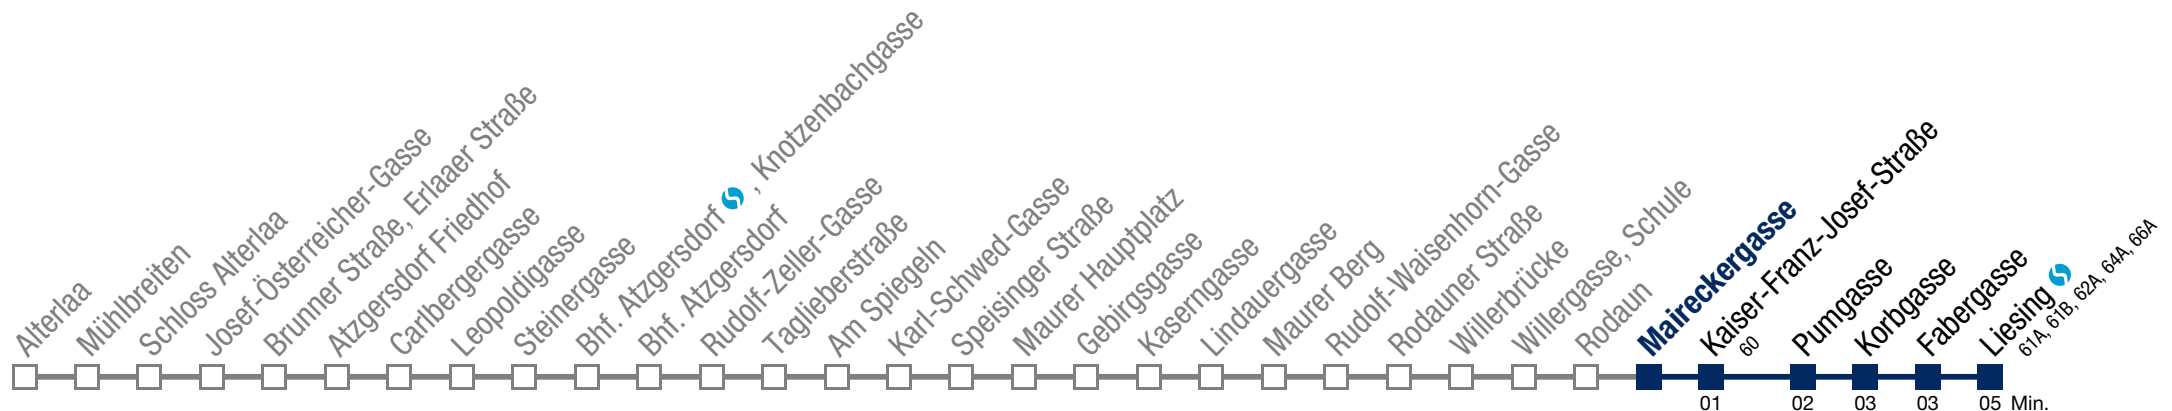 Alterlaa
Mühlbreiten
Schloss Alterlaa
Josef-Österreicher-Gasse
Brunner Straße, Erlaaer Straße
Atzgersdorf Friedhof
Carlbergergasse
Leopoldigasse
Steinergasse
Bhf. Atzgersdorf , Knotzenbachgasse
Bhf. Atzgersdorf
Rudolf-Zeller-Gasse
Taglieberstraße
Am Spiegeln
Karl-Schwed-Gasse
Speisinger Straße
Maurer Hauptplatz
Gebirgsgasse
Kaserngasse
Lindauergasse
Maurer Berg
Rudolf-Waisenhorn-Gasse
Rodauner Straße
Willerbrücke
Willergasse, Schule
Rodaun
Maireckergasse
Kaiser-Franz-Josef-Straße
60
Pumgasse
Korbgasse
Fabergasse
Liesing
61A, 61B, 62A, 64A, 66A
01 02 03 03 05 Min.